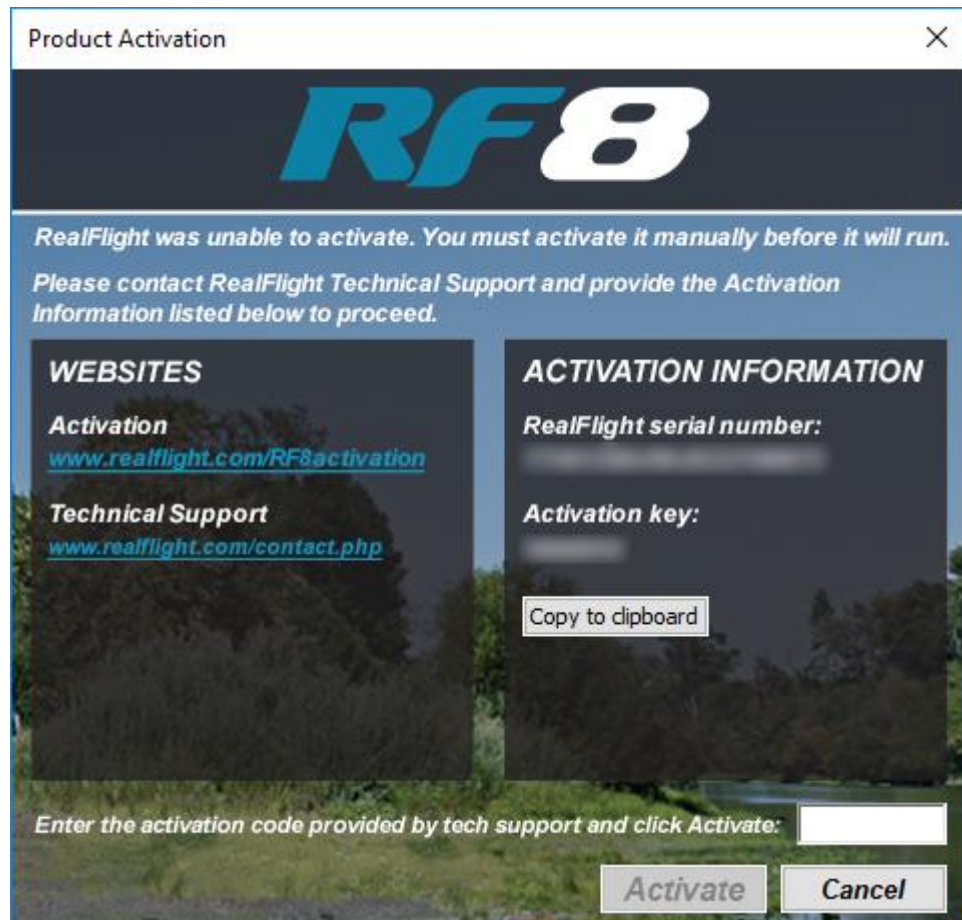 Product Activation
RF8
RealFlight was unable to activate. You must activate it manually before it will run.
Please contact RealFlight Technical Support and provide the Activation
Information listed below to proceed.
WEBSITES
Activation
www.realflight.com/RF8activation
Technical Support
www.realflight.com/contact.php
ACTIVATION INFORMATION
RealFlight serial number:
Activation key:
Copy to clipboard
Enter the activation code provided by tech support and click Activate:
Activate
Cancel